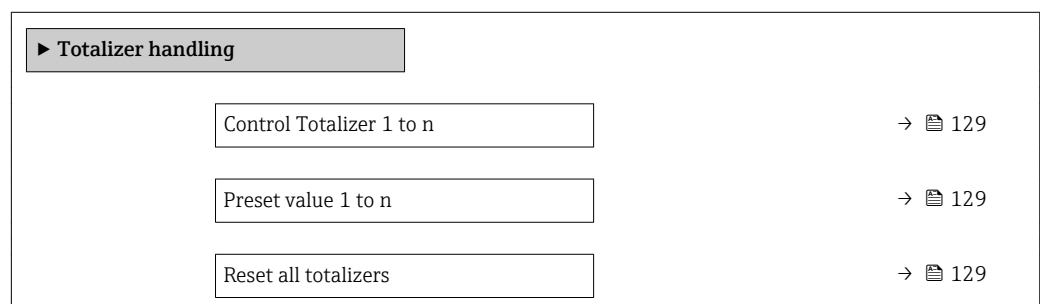 ▶ Totalizer handling
Control Totalizer 1 to n → 129
Preset value 1 to n → 129
Reset all totalizers → 129